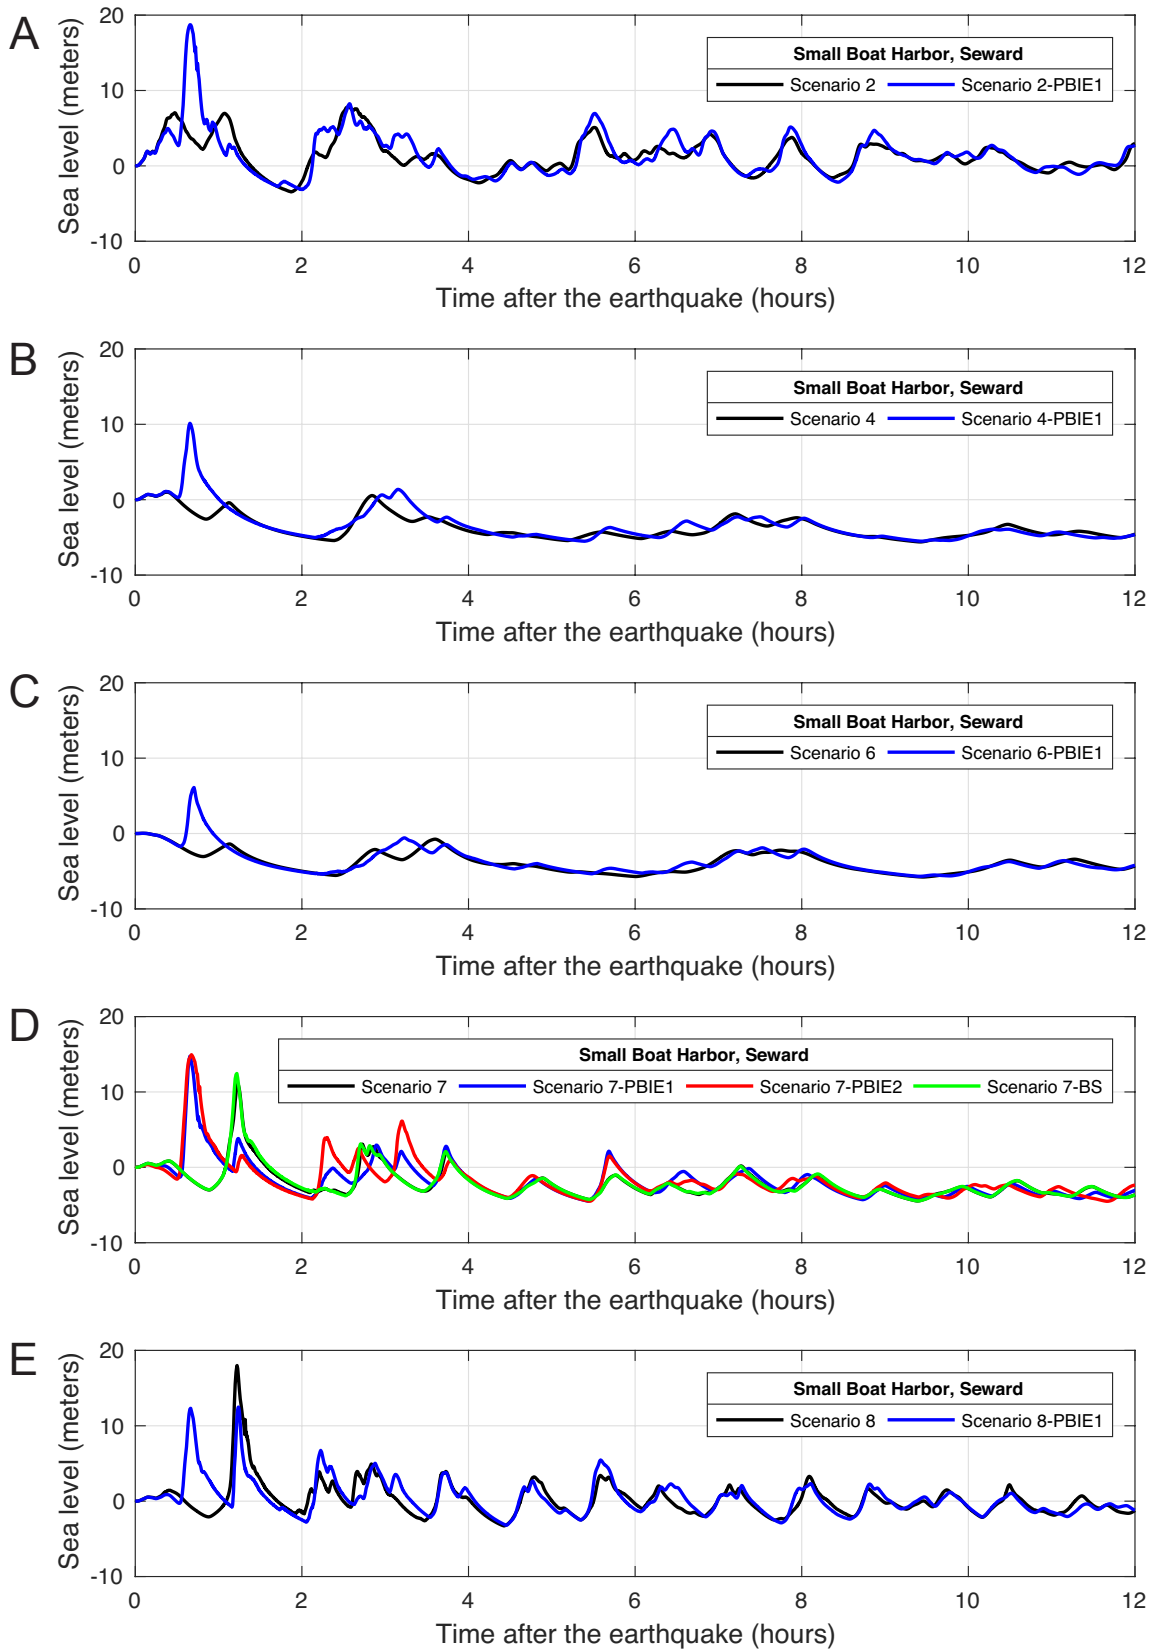 A
Sea level (meters)
20
10
0
-10
Small Boat Harbor, Seward
Scenario 2 Scenario 2-PBIE1
0 2 4 6 8 10 12
Time after the earthquake (hours)
B
Sea level (meters)
20
10
0
-10
Small Boat Harbor, Seward
Scenario 4 Scenario 4-PBIE1
0 2 4 6 8 10 12
Time after the earthquake (hours)
C
Sea level (meters)
20
10
0
-10
Small Boat Harbor, Seward
Scenario 6 Scenario 6-PBIE1
0 2 4 6 8 10 12
Time after the earthquake (hours)
D
Sea level (meters)
20
10
0
-10
Small Boat Harbor, Seward
Scenario 7 Scenario 7-PBIE1 Scenario 7-PBIE2 Scenario 7-BS
0 2 4 6 8 10 12
Time after the earthquake (hours)
E
Sea level (meters)
20
10
0
-10
Small Boat Harbor, Seward
Scenario 8 Scenario 8-PBIE1
0 2 4 6 8 10 12
Time after the earthquake (hours)